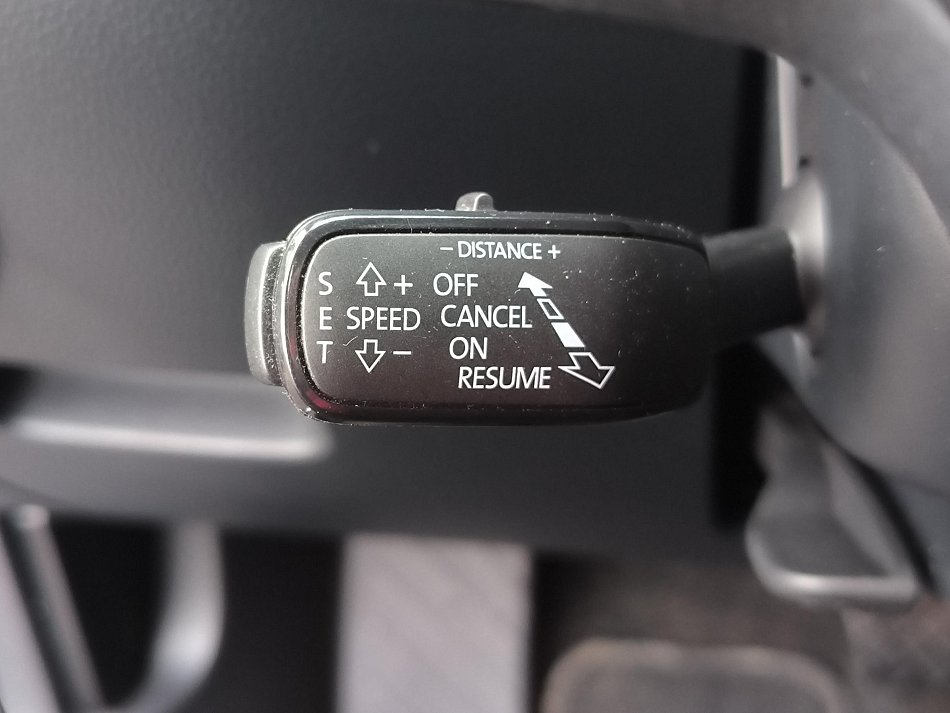 − DISTANCE +
S + OFF
E SPEED CANCEL
T − ON
RESUME